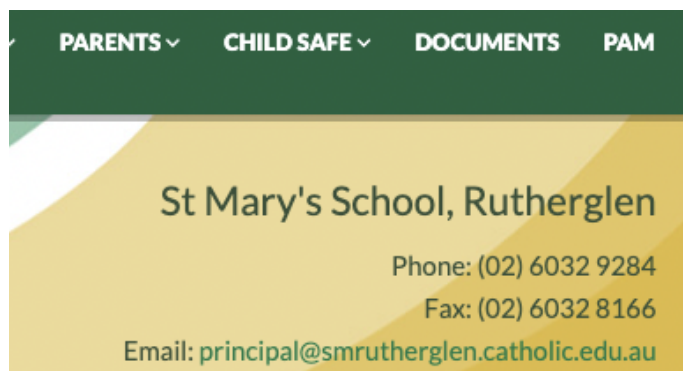 PARENTS CHILD SAFE DOCUMENTS PAM
St Mary's School, Rutherglen
Phone: (02) 6032 9284
Fax: (02) 6032 8166
Email: principal@smrutherglen.catholic.edu.au